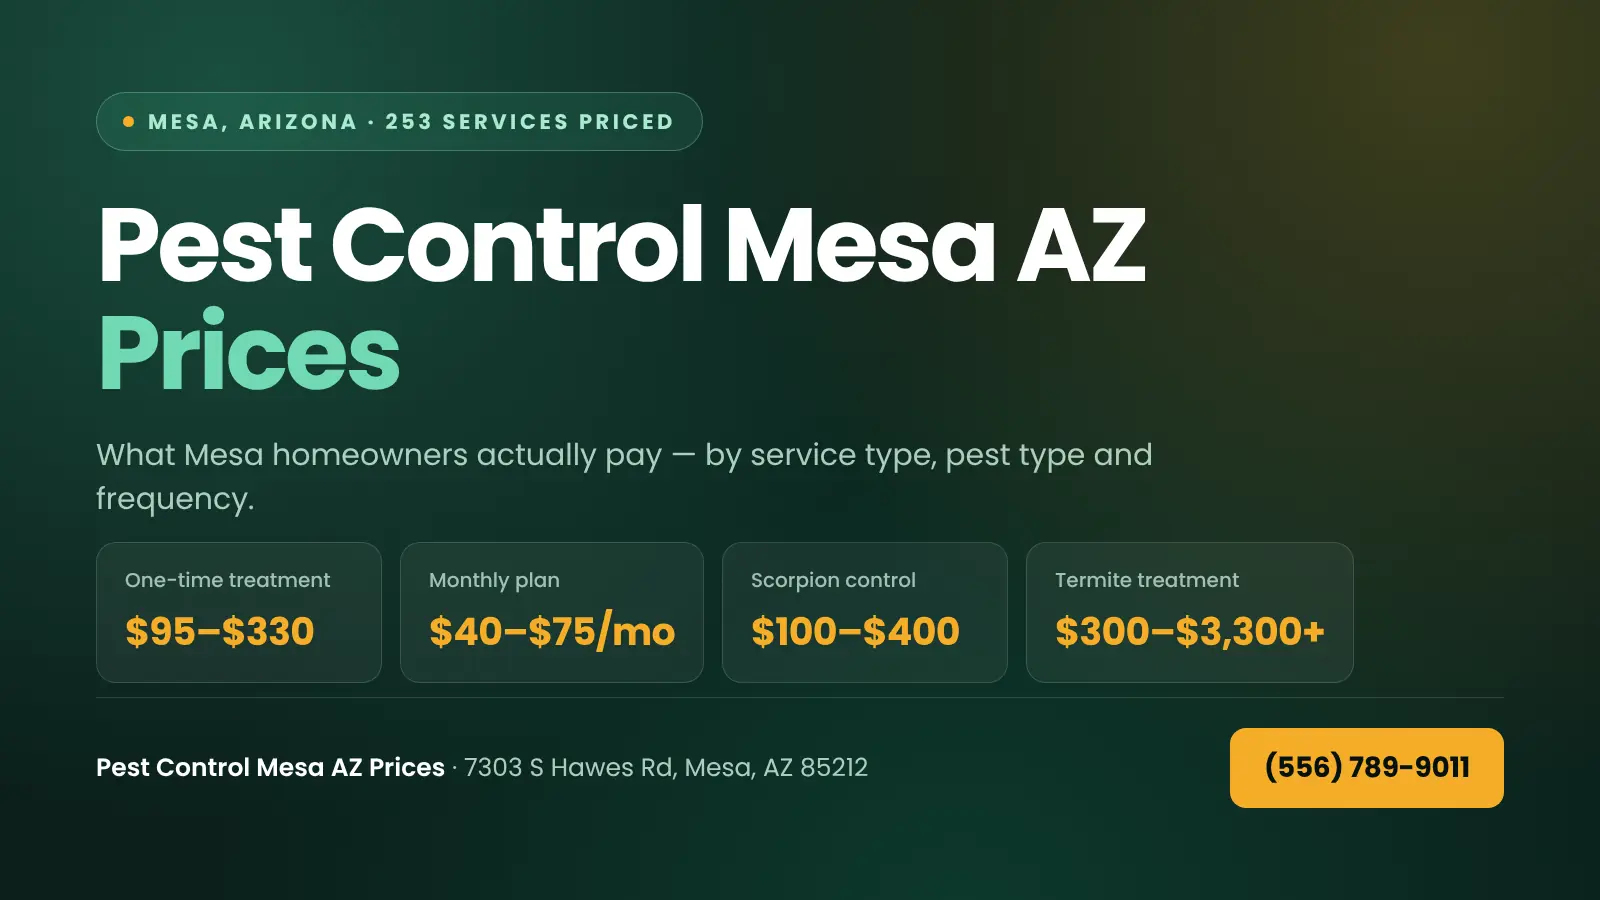 MESA, ARIZONA · 253 SERVICES PRICED
Pest Control Mesa AZ
Prices
What Mesa homeowners actually pay — by service type, pest type and
frequency.
One-time treatment
$95–$330
Monthly plan
$40–$75/mo
Scorpion control
$100–$400
Termite treatment
$300–$3,300+
Pest Control Mesa AZ Prices · 7303 S Hawes Rd, Mesa, AZ 85212
(556) 789-9011